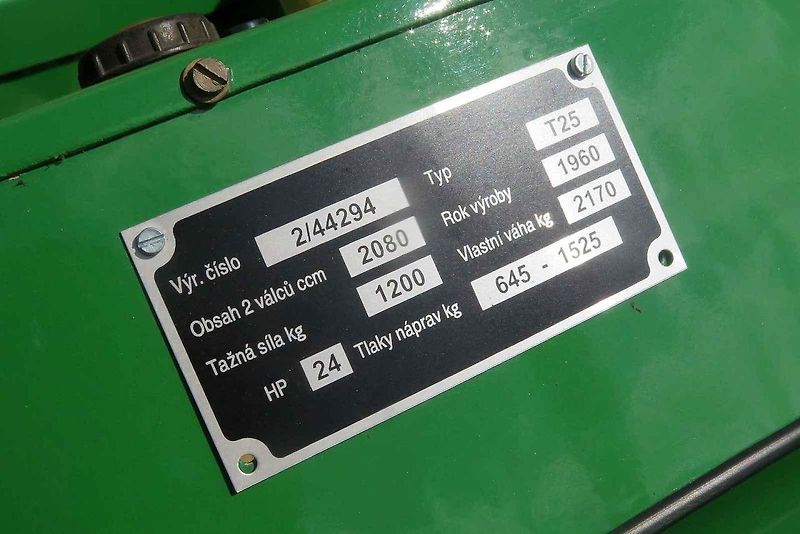 Výr. číslo 2/44294 Typ T25
Obsah 2 válců ccm 2080 Rok výroby 1960
Tažná síla kg 1200 Vlastní váha kg 2170
HP 24 Tlaky náprav kg 645 - 1525